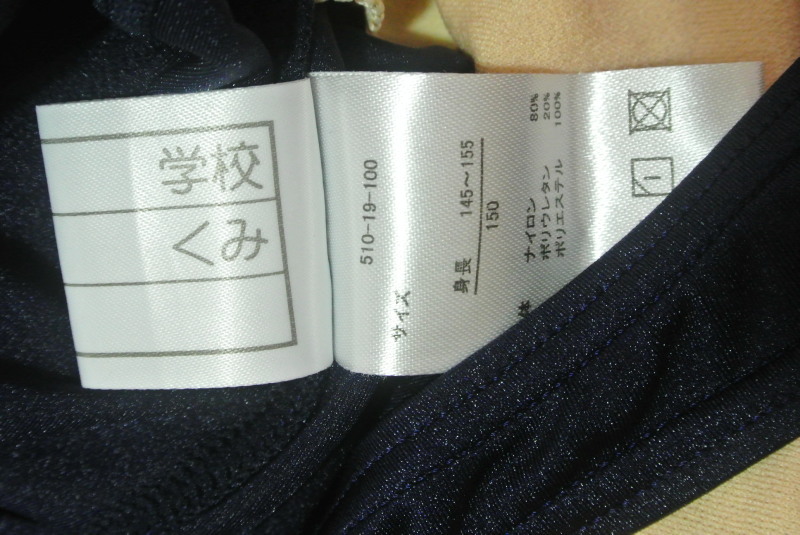 学校
くみ
510-19-100
サイズ
身長 145～155
150
体
ナイロン 80%
ポリウレタン 20%
ポリエステル 100%